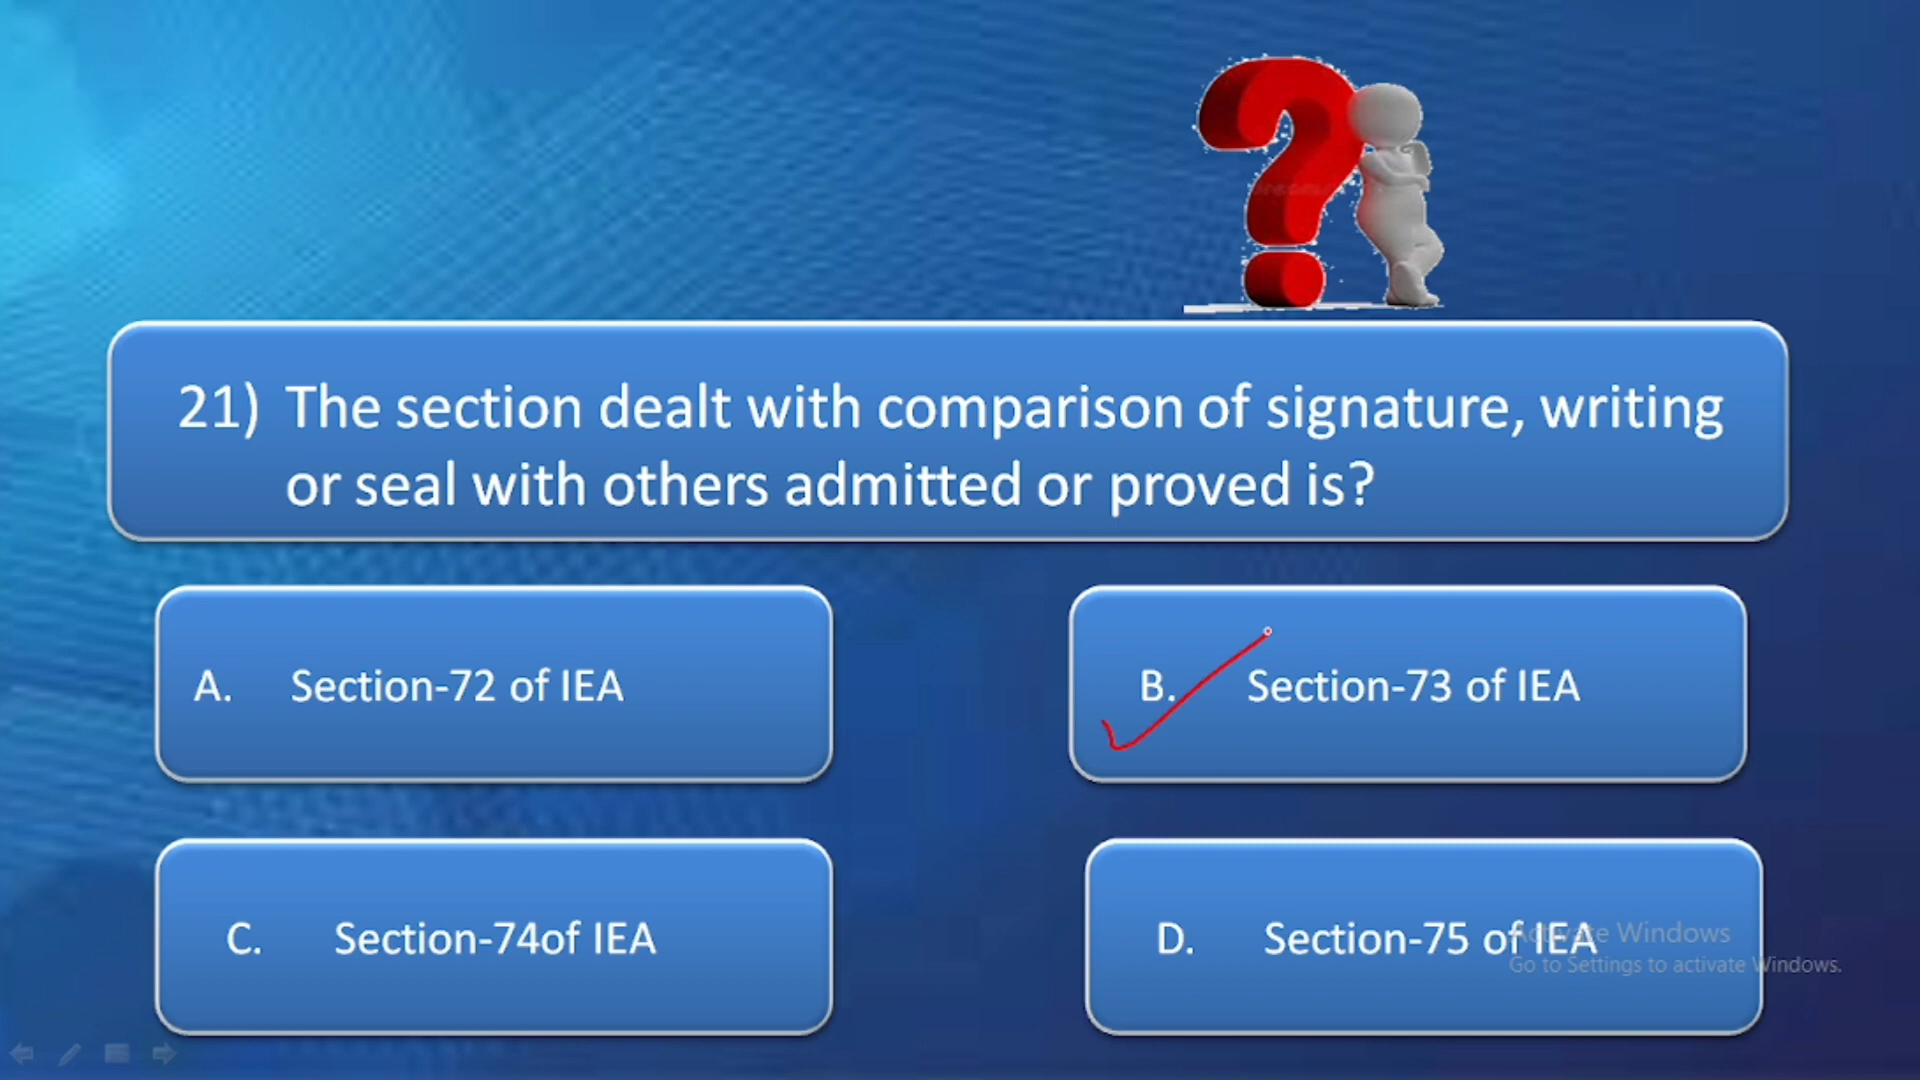 21) The section dealt with comparison of signature, writing
or seal with others admitted or proved is?
A. Section-72 of IEA
B. Section-73 of IEA
C. Section-74of IEA
D. Section-75 of IEA
Activate Windows
Go to Settings to activate Windows.